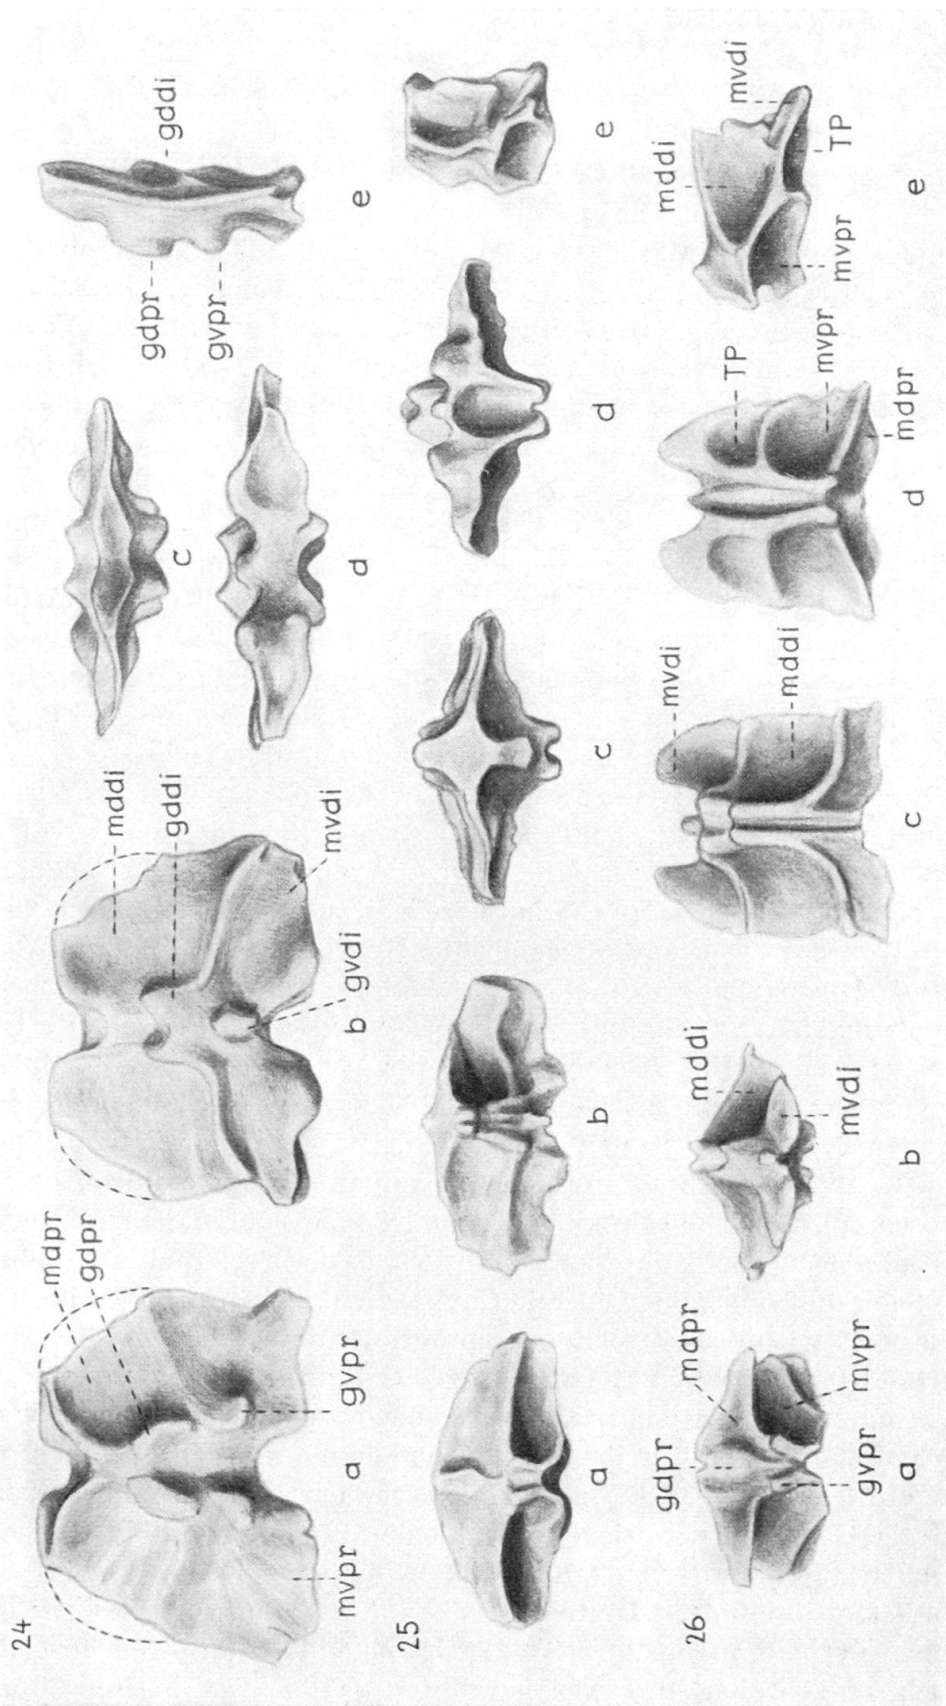 24
mvpr
mdpr
gdpr
gvpr
a
mddi
gddi
mvdi
gvdi
b
c
d
gdpr
gvpr
gddi
e
25
a
b
c
d
e
26
gdpr
mdpr
gvpr
mvpr
a
mddi
mvdi
b
mvdi
mddi
c
TP
mvpr
mdpr
d
mddi
mvdi
TP
mvpr
e